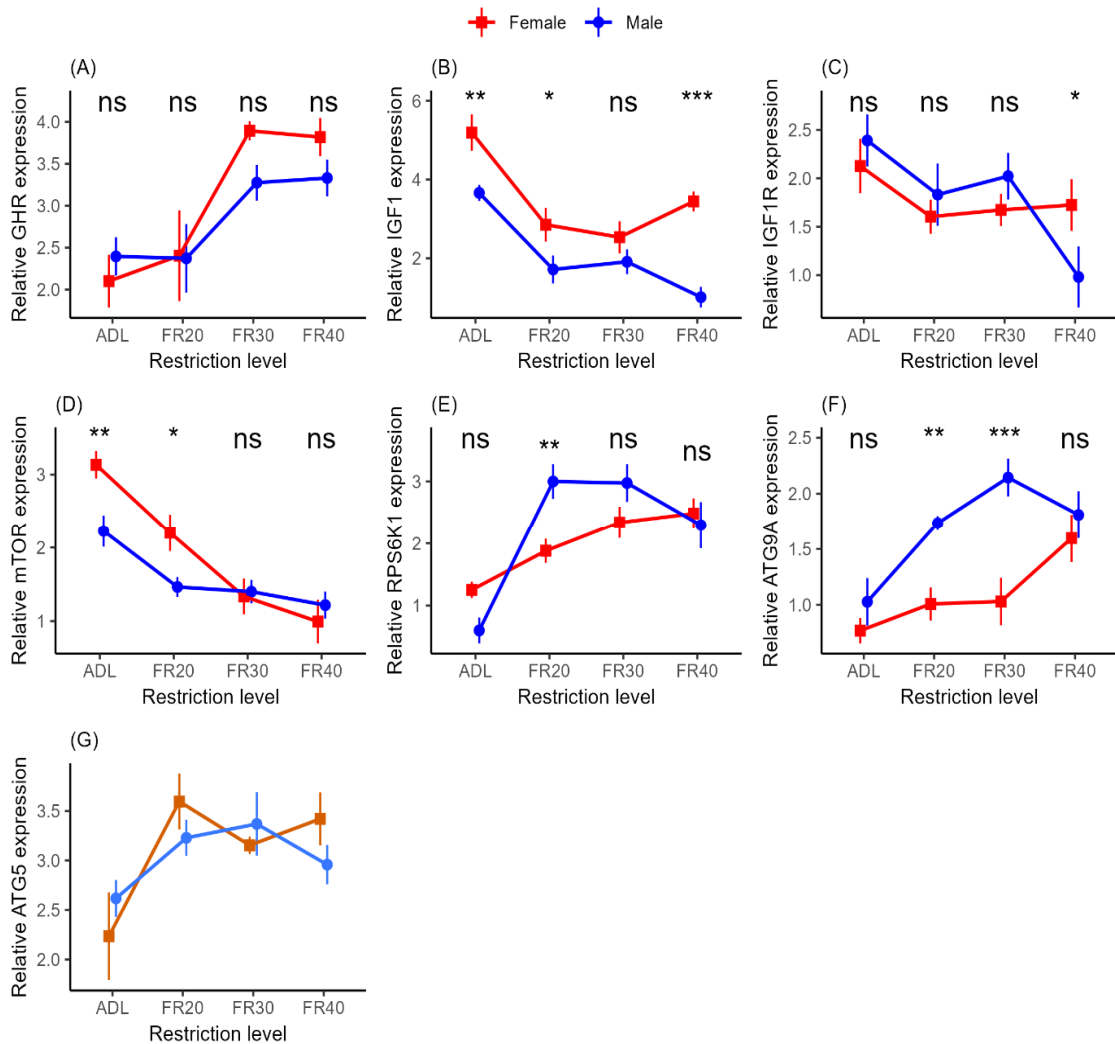 Female Male
(A)
ns ns ns ns
Relative GHR expression
4.0
3.5
3.0
2.5
2.0
ADL FR20 FR30 FR40
Restriction level
(B)
** * ns ***
Relative IGF1 expression
6
4
2
ADL FR20 FR30 FR40
Restriction level
(C)
ns ns ns *
Relative IGF1R expression
2.5
2.0
1.5
1.0
ADL FR20 FR30 FR40
Restriction level
(D)
** * ns ns
Relative mTOR expression
3
2
1
ADL FR20 FR30 FR40
Restriction level
(E)
ns ** ns ns
Relative RPS6K1 expression
3
2
1
ADL FR20 FR30 FR40
Restriction level
(F)
ns ** *** ns
Relative ATG9A expression
2.5
2.0
1.5
1.0
ADL FR20 FR30 FR40
Restriction level
(G)
Relative ATG5 expression
3.5
3.0
2.5
2.0
ADL FR20 FR30 FR40
Restriction level